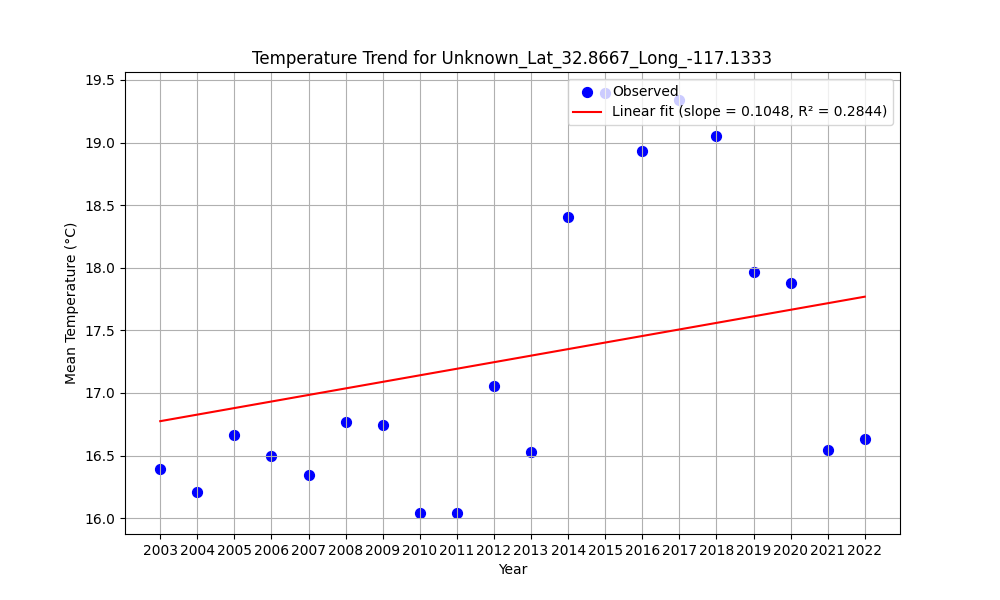 Temperature Trend for Unknown_Lat_32.8667_Long_-117.1333
Observed
Linear fit (slope = 0.1048, R² = 0.2844)
19.5
19.0
18.5
18.0
17.5
17.0
16.5
16.0
Mean Temperature (°C)
2003 2004 2005 2006 2007 2008 2009 2010 2011 2012 2013 2014 2015 2016 2017 2018 2019 2020 2021 2022
Year